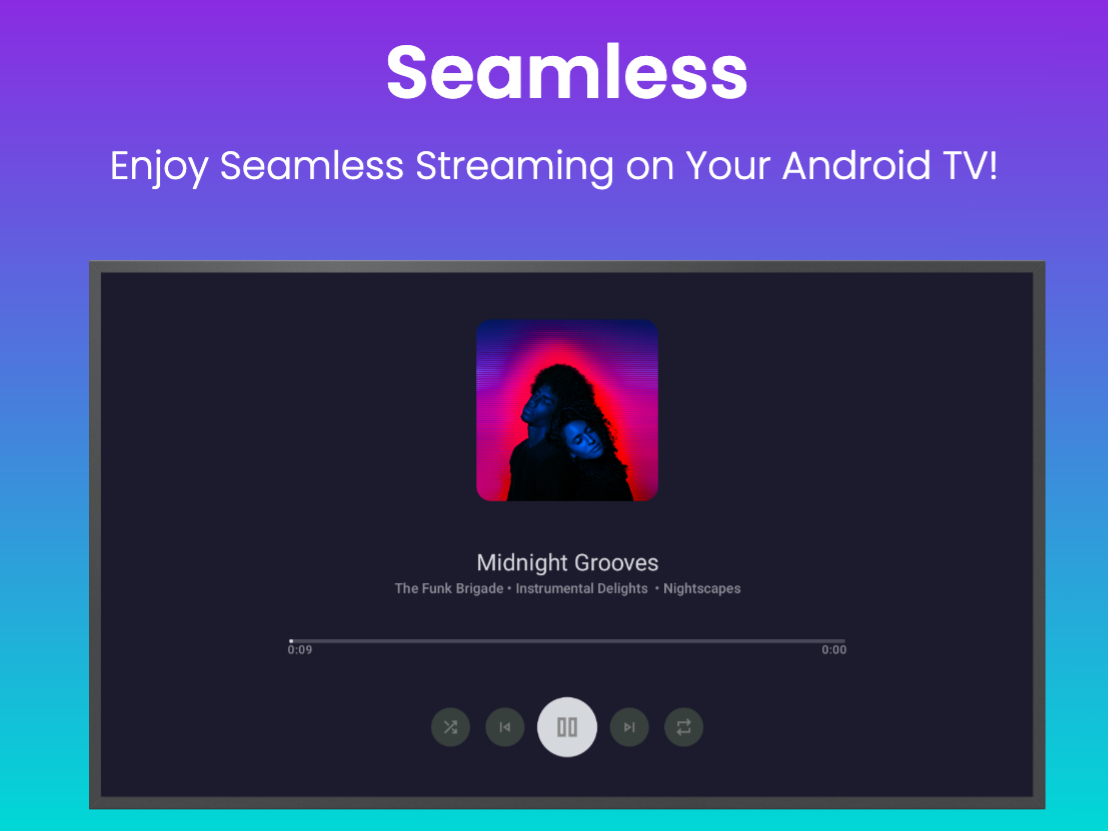 Seamless
Enjoy Seamless Streaming on Your Android TV!
Midnight Grooves
The Funk Brigade • Instrumental Delights • Nightscapes
0:09 0:00